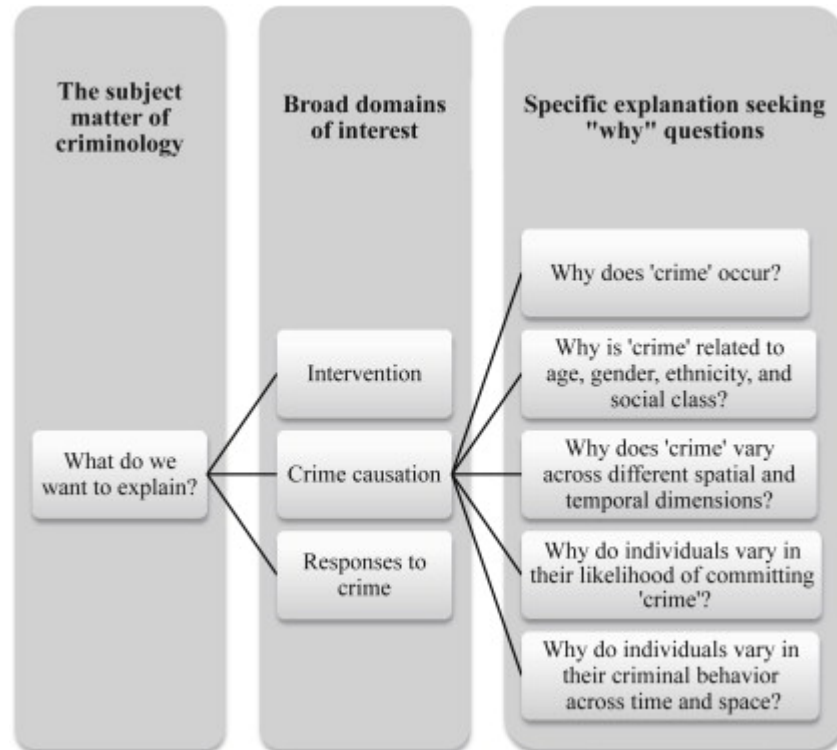 The subject
matter of
criminology
Broad domains
of interest
Specific explanation seeking
"why" questions
What do we
want to explain?
Intervention
Crime causation
Responses to
crime
Why does 'crime' occur?
Why is 'crime' related to
age, gender, ethnicity, and
social class?
Why does 'crime' vary
across different spatial and
temporal dimensions?
Why do individuals vary in
their likelihood of committing
'crime'?
Why do individuals vary in
their criminal behavior
across time and space?